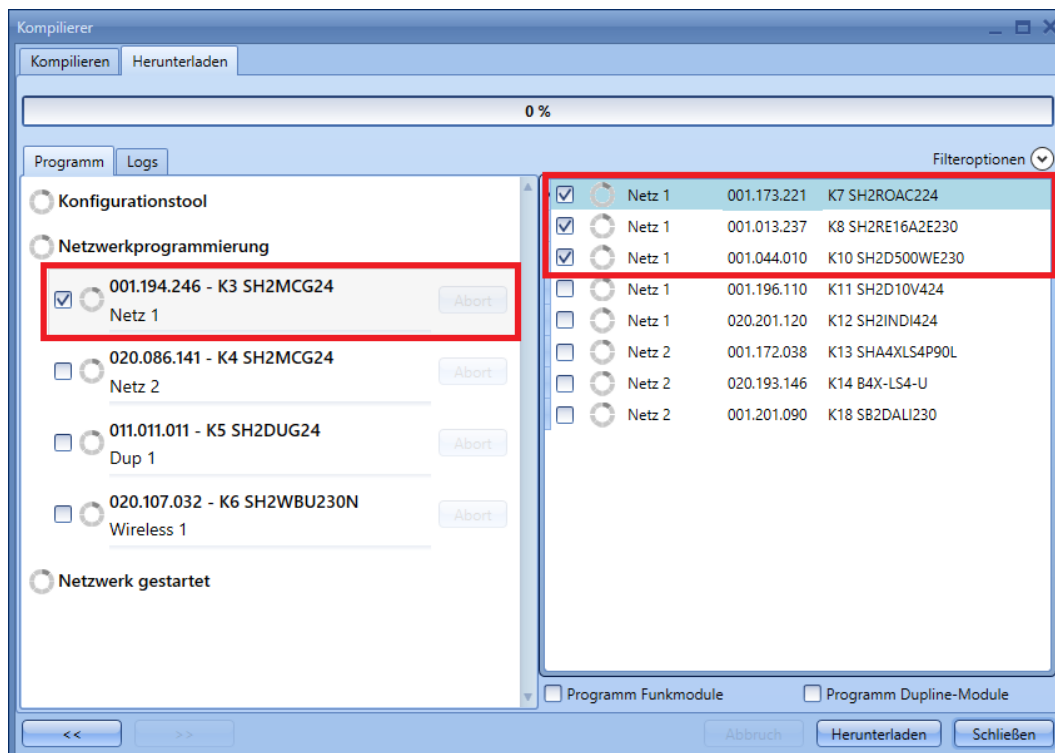 Kompilierer
Kompilieren Herunterladen
0 %
Programm Logs
Filteroptionen
Konfigurationstool
Netzwerkprogrammierung
001.194.246 - K3 SH2MCG24
Netz 1
Abort
020.086.141 - K4 SH2MCG24
Netz 2
Abort
011.011.011 - K5 SH2DUG24
Dup 1
Abort
020.107.032 - K6 SH2WBU230N
Wireless 1
Abort
Netzwerk gestartet
Netz 1 001.173.221 K7 SH2ROAC224
Netz 1 001.013.237 K8 SH2RE16A2E230
Netz 1 001.044.010 K10 SH2D500WE230
Netz 1 001.196.110 K11 SH2D10V424
Netz 1 020.201.120 K12 SH2INDI424
Netz 2 001.172.038 K13 SHA4XLS4P90L
Netz 2 020.193.146 K14 B4X-LS4-U
Netz 2 001.201.090 K18 SB2DALI230
Programm Funkmodule Programm Dupline-Module
<< >> Abbruch Herunterladen Schließen